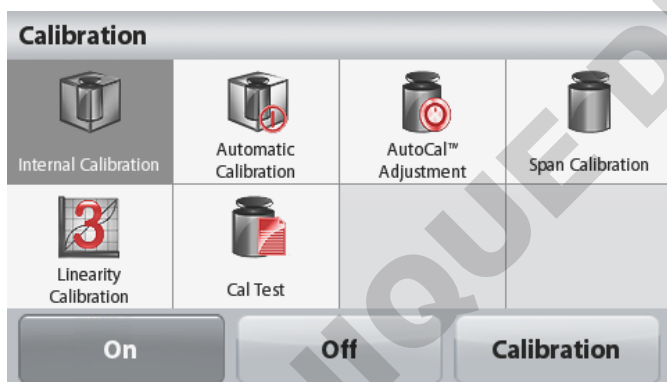 Calibration
Internal Calibration
Automatic
Calibration
AutoCal™
Adjustment
Span Calibration
3
Linearity
Calibration
Cal Test
On
Off
Calibration